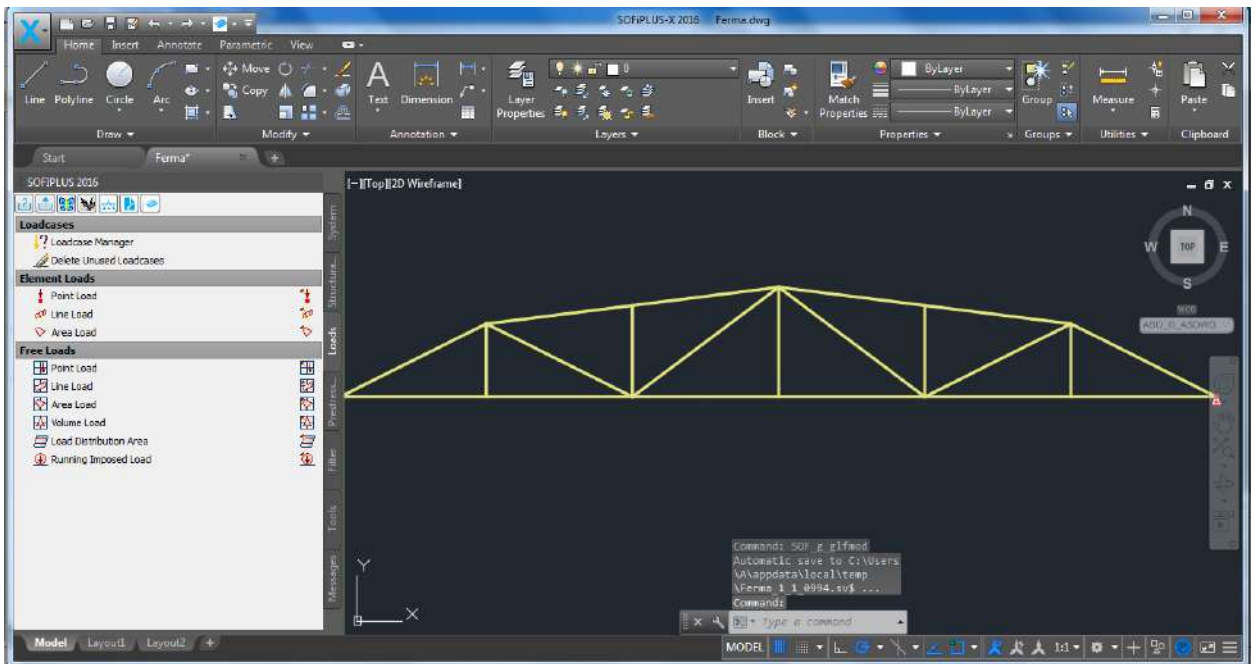 SOFiPLUS-X 2016 Ferma.dwg
Home Insert Annotate Parametric View
Move
Copy
Line Polyline Circle Arc
Text Dimension
Layer Properties
0
Insert
Match Properties
ByLayer
ByLayer
ByLayer
Group
Measure
Paste
Draw Modify Annotation Layers Block Properties Groups Utilities Clipboard
Start Ferma*
SOFiPLUS 2016
[-][Top][2D Wireframe]
Loadcases
Loadcase Manager
Delete Unused Loadcases
Element Loads
Point Load
Line Load
Area Load
Free Loads
Point Load
Line Load
Area Load
Volume Load
Load Distribution Area
Running Imposed Load
System
Structura...
Loads
Prestress...
Filter
Tools
Messages
N
W TOP E
S
Y
X
Command: SOF_g_glfmod
Automatic save to C:\Users
\A\appdata\local\temp
\Ferma_1_1_0994.sv$ ...
Command:
Type a command
Model Layout1 Layout2 +
MODEL 1:1